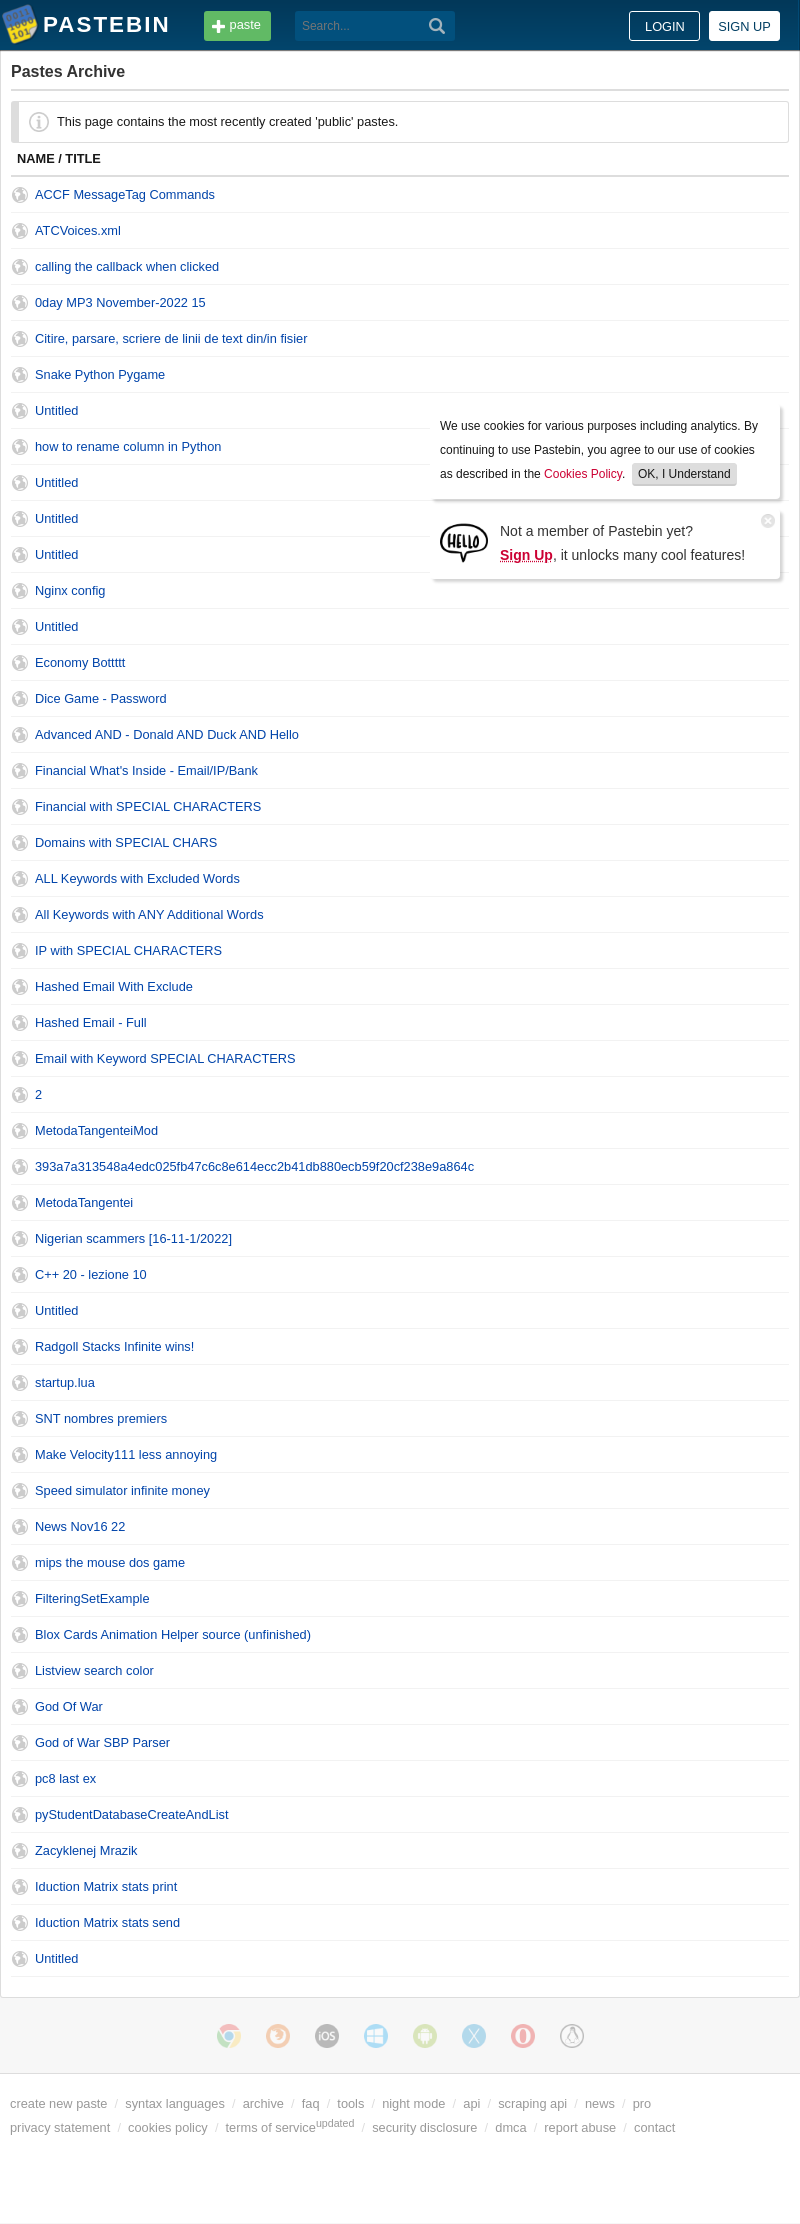 PASTEBIN
paste
Search...
LOGIN
SIGN UP
Pastes Archive
This page contains the most recently created 'public' pastes.
NAME / TITLE
ACCF MessageTag Commands
ATCVoices.xml
calling the callback when clicked
0day MP3 November-2022 15
Citire, parsare, scriere de linii de text din/in fisier
Snake Python Pygame
Untitled
how to rename column in Python
Untitled
Untitled
Untitled
We use cookies for various purposes including analytics. By
continuing to use Pastebin, you agree to our use of cookies
as described in the Cookies Policy. OK, I Understand
HELLO
Not a member of Pastebin yet?
Sign Up, it unlocks many cool features!
Nginx config
Untitled
Economy Bottttt
Dice Game - Password
Advanced AND - Donald AND Duck AND Hello
Financial What's Inside - Email/IP/Bank
Financial with SPECIAL CHARACTERS
Domains with SPECIAL CHARS
ALL Keywords with Excluded Words
All Keywords with ANY Additional Words
IP with SPECIAL CHARACTERS
Hashed Email With Exclude
Hashed Email - Full
Email with Keyword SPECIAL CHARACTERS
2
MetodaTangenteiMod
393a7a313548a4edc025fb47c6c8e614ecc2b41db880ecb59f20cf238e9a864c
MetodaTangentei
Nigerian scammers [16-11-1/2022]
C++ 20 - lezione 10
Untitled
Radgoll Stacks Infinite wins!
startup.lua
SNT nombres premiers
Make Velocity111 less annoying
Speed simulator infinite money
News Nov16 22
mips the mouse dos game
FilteringSetExample
Blox Cards Animation Helper source (unfinished)
Listview search color
God Of War
God of War SBP Parser
pc8 last ex
pyStudentDatabaseCreateAndList
Zacyklenej Mrazik
Iduction Matrix stats print
Iduction Matrix stats send
Untitled
iOS
create new paste / syntax languages / archive / faq / tools / night mode / api / scraping api / news / pro
privacy statement / cookies policy / terms of service updated / security disclosure / dmca / report abuse / contact